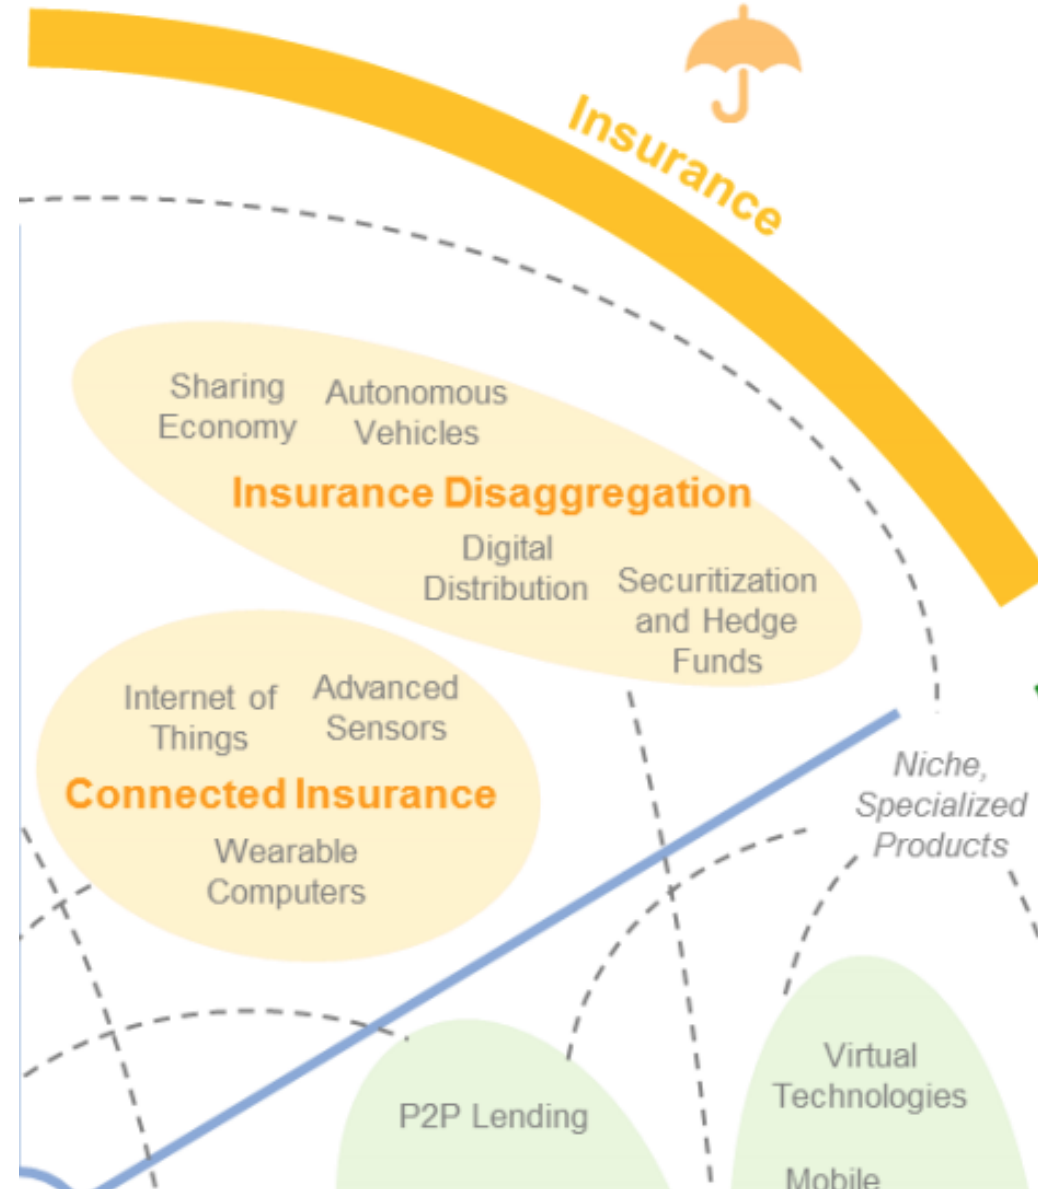 Insurance
Sharing
Economy
Autonomous
Vehicles
Insurance Disaggregation
Digital
Distribution
Securitization
and Hedge
Funds
Internet of
Things
Advanced
Sensors
Connected Insurance
Wearable
Computers
Niche,
Specialized
Products
P2P Lending
Virtual
Technologies
Mobile